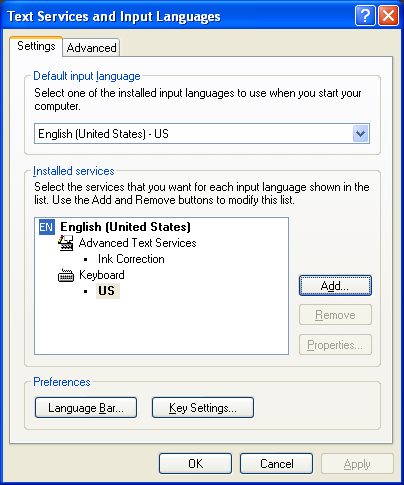 Text Services and Input Languages
Settings
Advanced
Default input language
Select one of the installed input languages to use when you start your
computer.
English (United States) - US
Installed services
Select the services that you want for each input language shown in the
list. Use the Add and Remove buttons to modify this list.
EN English (United States)
Advanced Text Services
• Ink Correction
Keyboard
• US
Add...
Remove
Properties...
Preferences
Language Bar...
Key Settings...
OK
Cancel
Apply